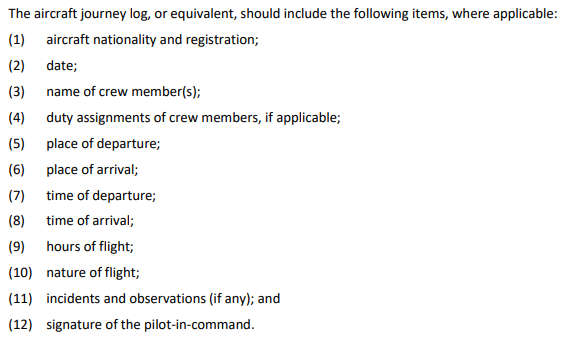 The aircraft journey log, or equivalent, should include the following items, where applicable:
(1) aircraft nationality and registration;
(2) date;
(3) name of crew member(s);
(4) duty assignments of crew members, if applicable;
(5) place of departure;
(6) place of arrival;
(7) time of departure;
(8) time of arrival;
(9) hours of flight;
(10) nature of flight;
(11) incidents and observations (if any); and
(12) signature of the pilot-in-command.